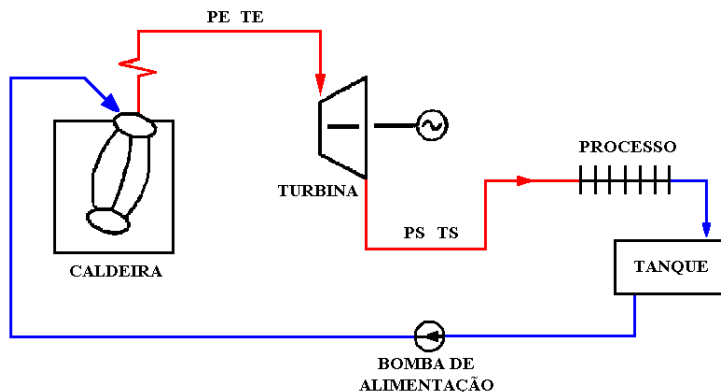 PE TE
PROCESSO
TURBINA
PS TS
CALDEIRA
TANQUE
BOMBA DE
ALIMENTAÇÃO